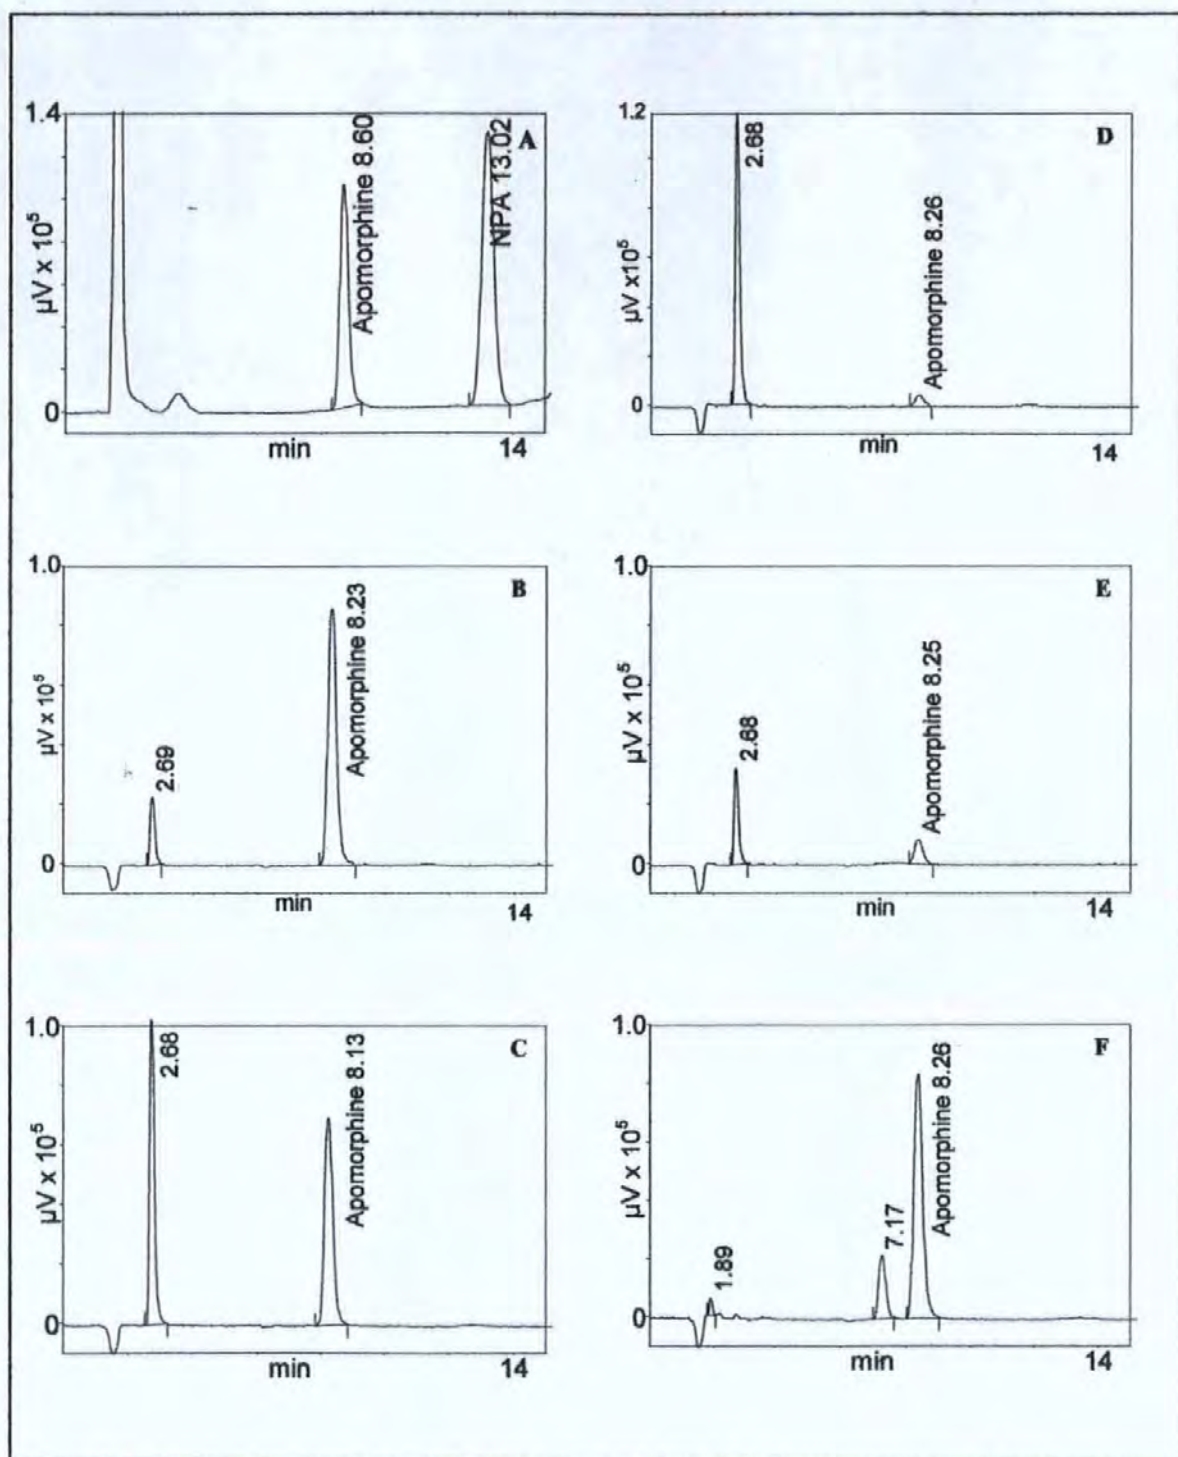 1.4
A
Apomorphine 8.60
NPA 13.02
µV x 10⁵
0
min
14
1.2
D
2.68
Apomorphine 8.26
µV x10⁵
0
min
14
1.0
B
2.69
Apomorphine 8.23
µV x 10⁵
0
min
14
1.0
E
2.68
Apomorphine 8.25
µV x 10⁵
0
min
14
1.0
C
2.68
Apomorphine 8.13
µV x 10⁵
0
min
14
1.0
F
1.89
7.17
Apomorphine 8.26
µV x 10⁵
0
min
14